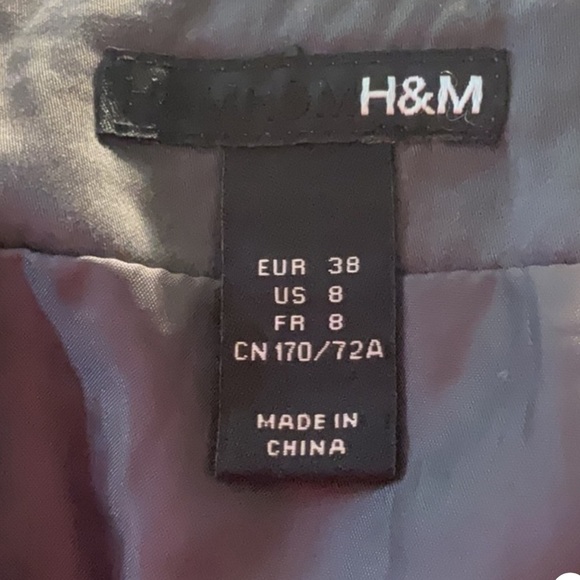 H&M
EUR 38
US 8
FR 8
CN 170/72A
MADE IN
CHINA